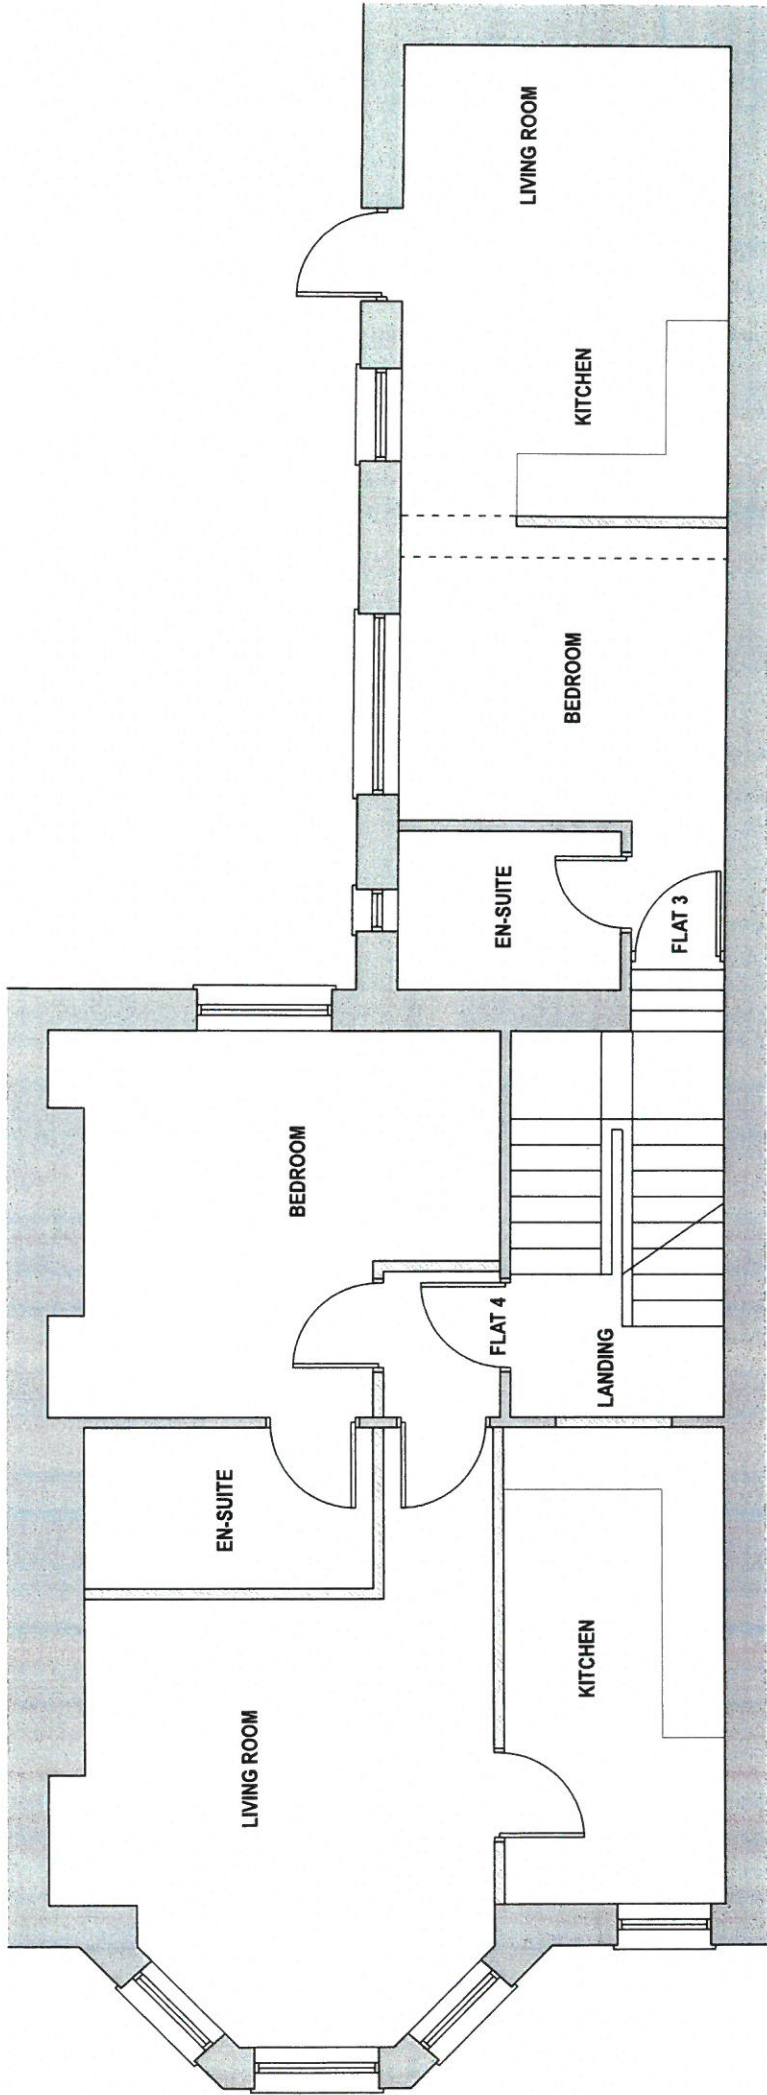 LIVING ROOM
KITCHEN
BEDROOM
EN-SUITE
FLAT 3
BEDROOM
FLAT 4
LANDING
EN-SUITE
KITCHEN
LIVING ROOM